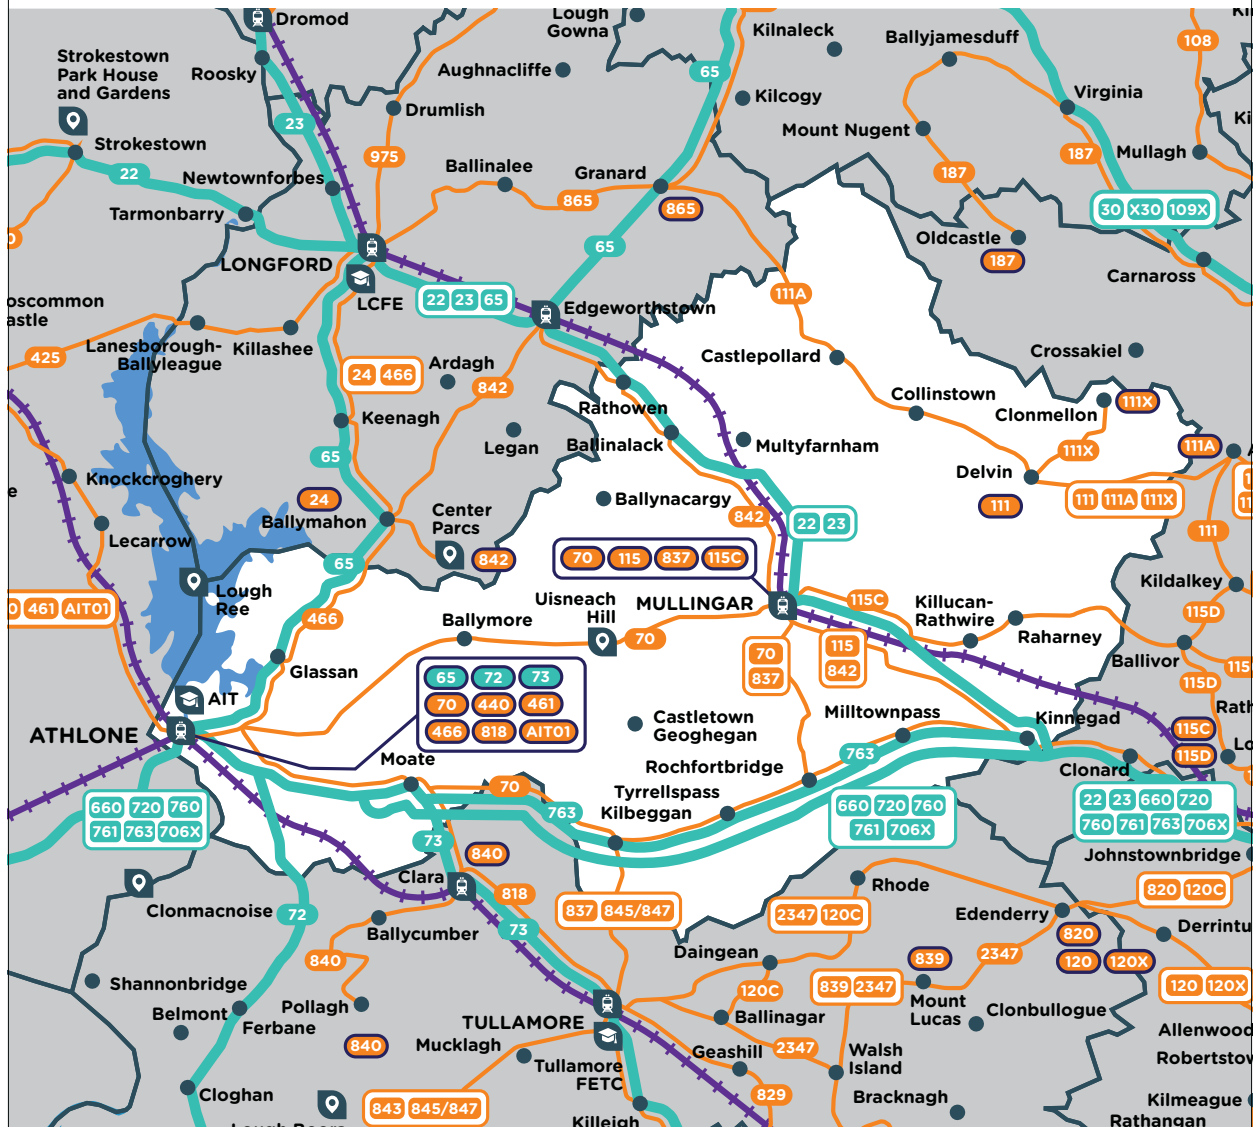 Dromod
Lough
Gowna
Kilnaleck
Ballyjamesduff
108
Strokestown
Park House
and Gardens
Roosky
Aughnacliffe
65
Kilcogy
Virginia
Drumlish
23
Mount Nugent
Strokestown
975
187
Mullagh
22
Newtownforbes
Ballinalee
Granard
187
Tarmonbarry
865
865
30 X30 109X
65
Oldcastle
187
LONGFORD
Carnaross
LCFE
22 23 65
111A
oscommon
astle
Edgeworthstown
Lanesborough-
Ballyleague
Killashee
425
Castlepollard
Crossakiel
24 466
Ardagh
842
Collinstown
Clonmellon
111X
Rathowen
Keenagh
Legan
Ballinalack
Multyfarnham
111A
111X
65
Delvin
Knockcroghery
24
Ballynacargy
111
111 111A 111X
Ballymahon
Center
Parcs
842
22 23
111
Lecarrow
842
65
70 115 837 115C
Kildalkey
Lough
Ree
461 AIT01
466
Uisneach
Hill
MULLINGAR
115C
Killucan-
Rathwire
115D
Ballymore
70
Raharney
Ballivor
Glassan
70
837
115
842
115D
65 72 73
70 440 461
466 818 AIT01
AIT
Castletown
Geoghegan
Milltownpass
Kinnegad
115C
ATHLONE
763
115D
Moate
Rochfortbridge
Clonard
Tyrrellspass
70
660 720 760
761 763 706X
763
Kilbeggan
660 720 760
761 706X
22 23 660 720
760 761 763 706X
73
840
Johnstownbridge
Clara
818
Rhode
820 120C
Clonmacnoise
72
837 845/847
2347 120C
Edenderry
Ballycumber
73
820
Derrintu
840
Daingean
839
2347
120 120X
Shannonbridge
120C
839 2347
120 120X
Pollagh
Mount
Lucas
Belmont
Ferbane
TULLAMORE
Ballinagar
Clonbullogue
840
Mucklagh
2347
Walsh
Island
Allenwood
Geashill
Robertstow
Tullamore
FETC
Cloghan
829
Bracknagh
Kilmeague
843 845/847
Killeigh
Rathangan